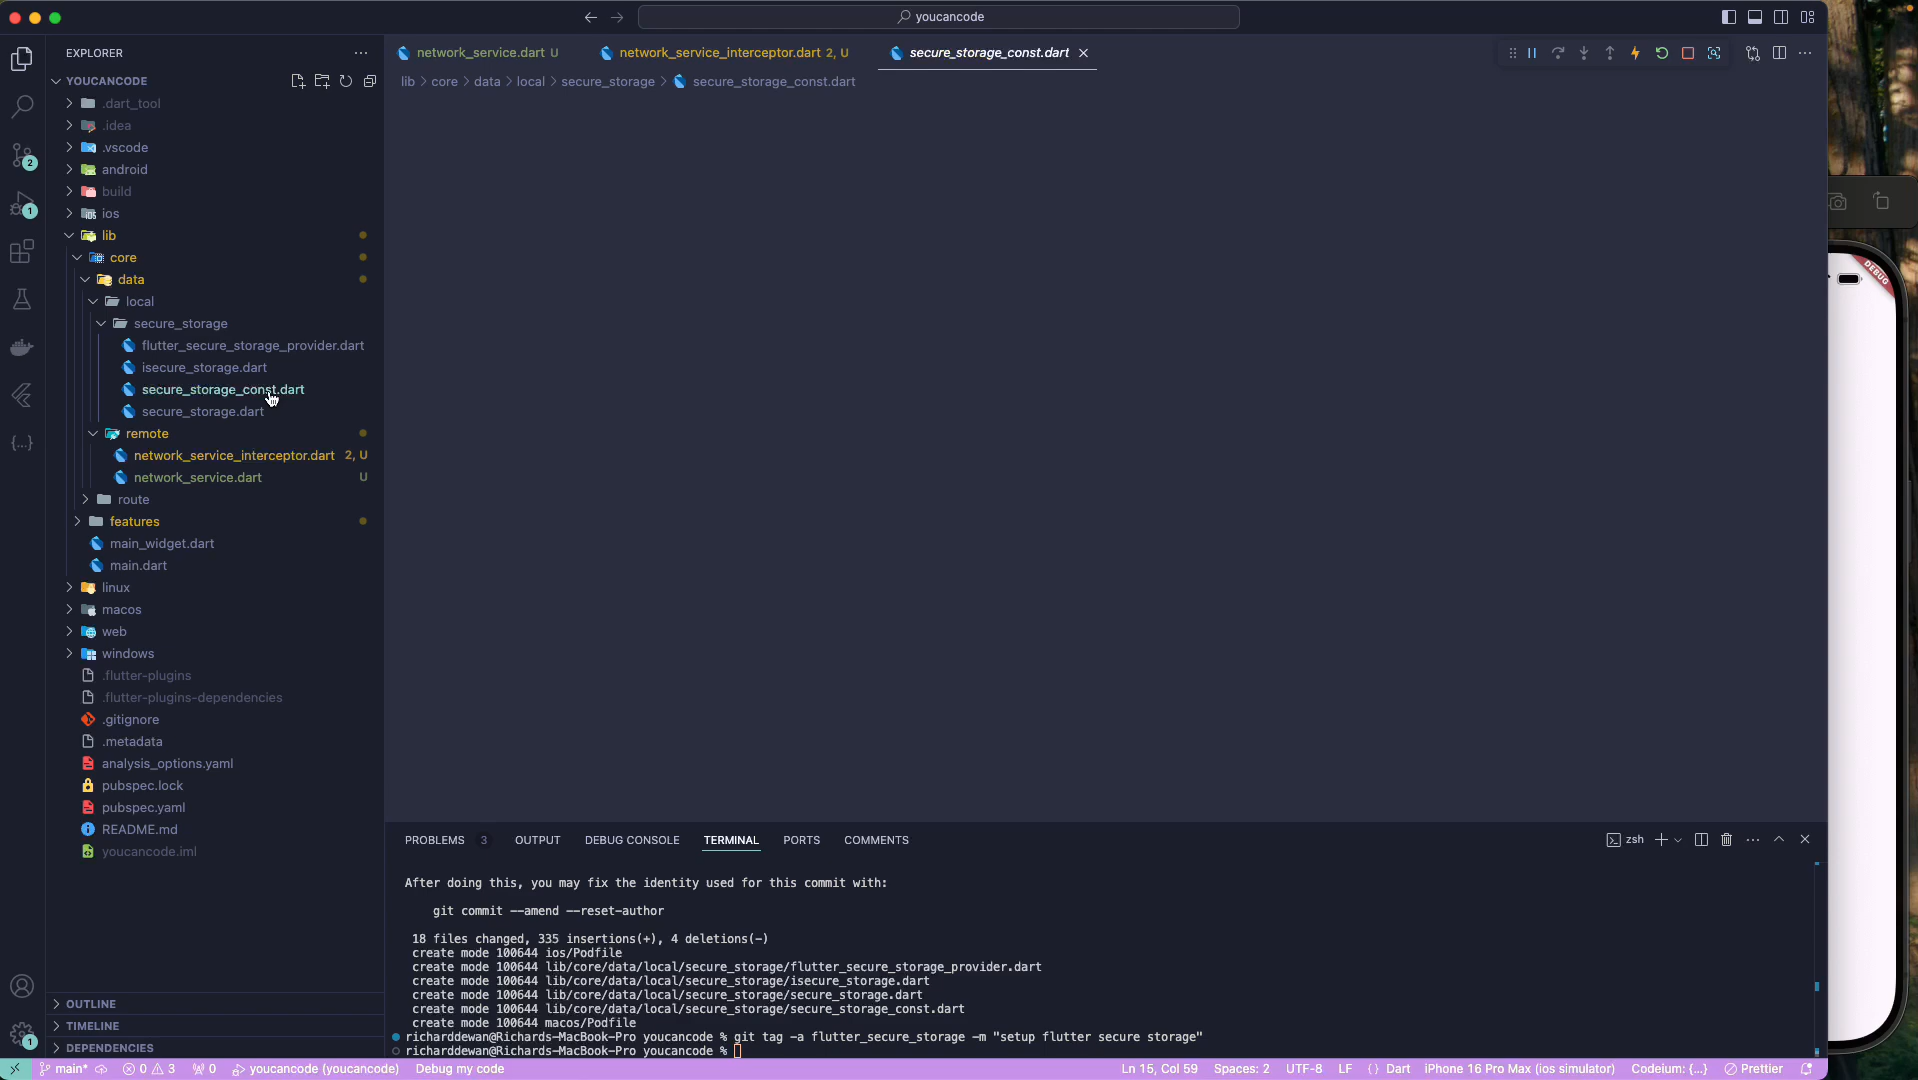 youcancode
EXPLORER
network_service.dart U
network_service_interceptor.dart 2, U
secure_storage_const.dart
YOUCANCODE
lib > core > data > local > secure_storage > secure_storage_const.dart
.dart_tool
.idea
.vscode
android
build
ios
lib
core
data
local
secure_storage
flutter_secure_storage_provider.dart
isecure_storage.dart
secure_storage_const.dart
secure_storage.dart
remote
network_service_interceptor.dart 2, U
network_service.dart U
route
features
main_widget.dart
main.dart
linux
macos
web
windows
.flutter-plugins
.flutter-plugins-dependencies
.gitignore
.metadata
analysis_options.yaml
pubspec.lock
pubspec.yaml
README.md
youcancode.iml
OUTLINE
TIMELINE
DEPENDENCIES
2
1
1
DEBUG
PROBLEMS 3 OUTPUT DEBUG CONSOLE TERMINAL PORTS COMMENTS
zsh
After doing this, you may fix the identity used for this commit with:
git commit --amend --reset-author
18 files changed, 335 insertions(+), 4 deletions(-)
create mode 100644 ios/Podfile
create mode 100644 lib/core/data/local/secure_storage/flutter_secure_storage_provider.dart
create mode 100644 lib/core/data/local/secure_storage/isecure_storage.dart
create mode 100644 lib/core/data/local/secure_storage/secure_storage.dart
create mode 100644 lib/core/data/local/secure_storage/secure_storage_const.dart
create mode 100644 macos/Podfile
richarddewan@Richards-MacBook-Pro youcancode % git tag -a flutter_secure_storage -m "setup flutter secure storage"
richarddewan@Richards-MacBook-Pro youcancode %
main* 0 3 0 youcancode (youcancode) Debug my code
Ln 15, Col 59 Spaces: 2 UTF-8 LF { } Dart iPhone 16 Pro Max (ios simulator) Codeium: {...} Prettier